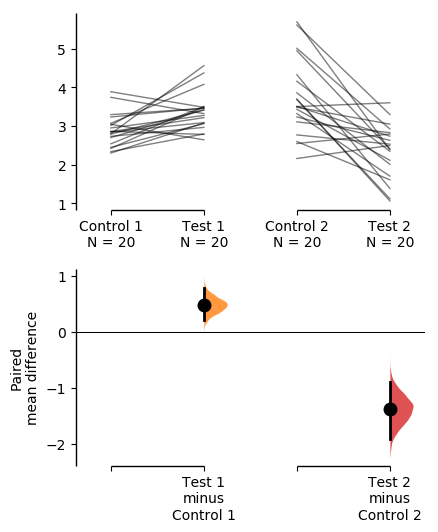 5
4
3
2
1
Control 1
N = 20
Test 1
N = 20
Control 2
N = 20
Test 2
N = 20
Paired
mean difference
1
0
−1
−2
Test 1
minus
Control 1
Test 2
minus
Control 2